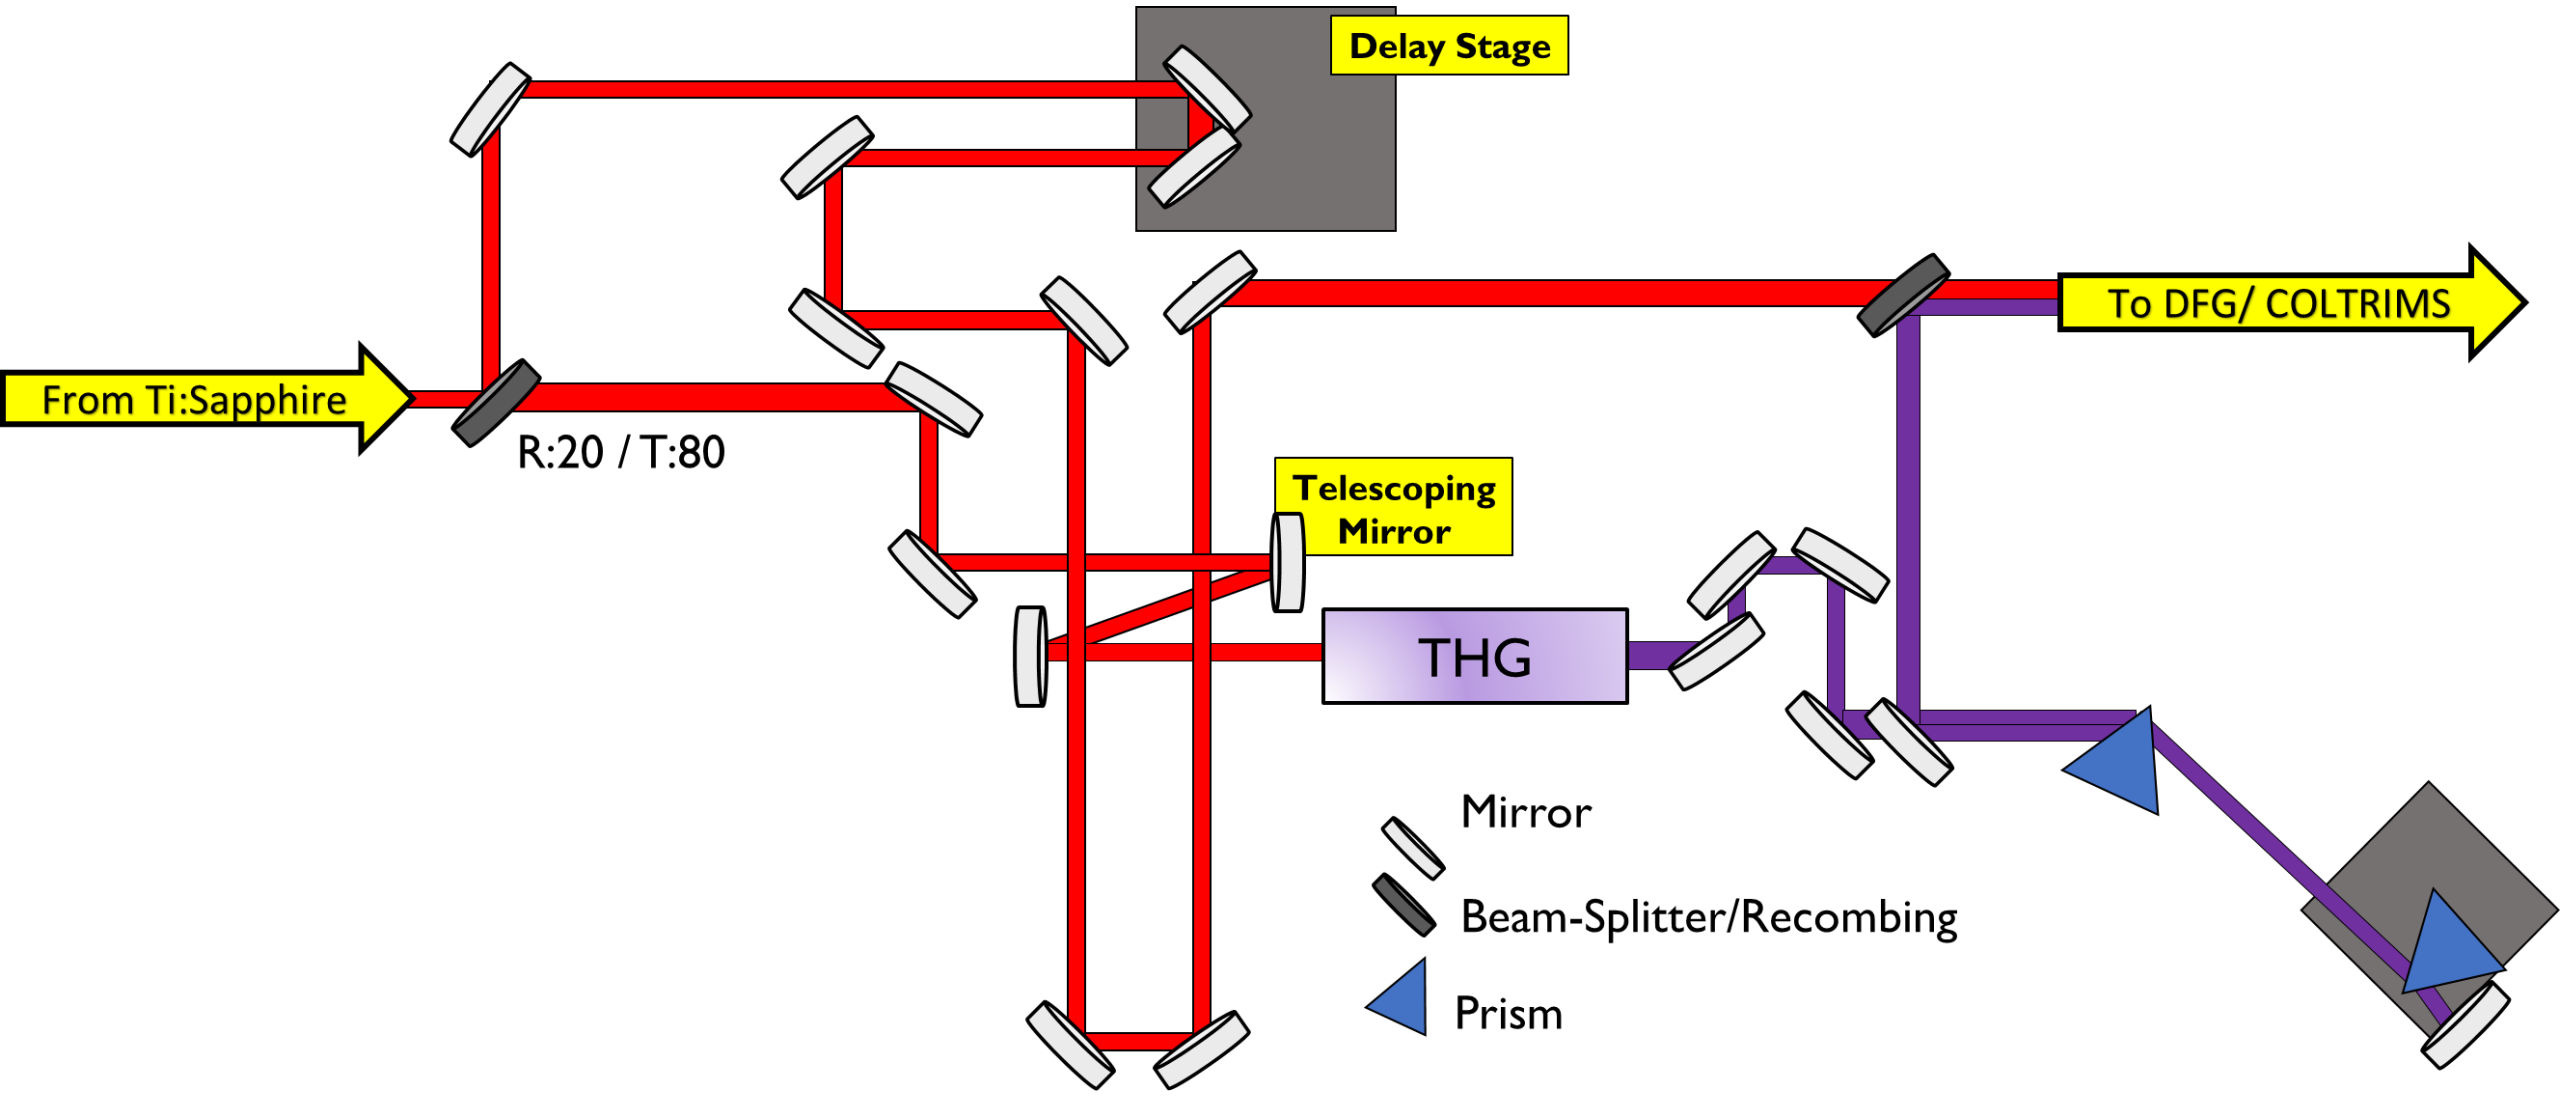 Delay Stage
To DFG/ COLTRIMS
From Ti:Sapphire
R:20 / T:80
Telescoping
Mirror
THG
Mirror
Beam-Splitter/Recombing
Prism